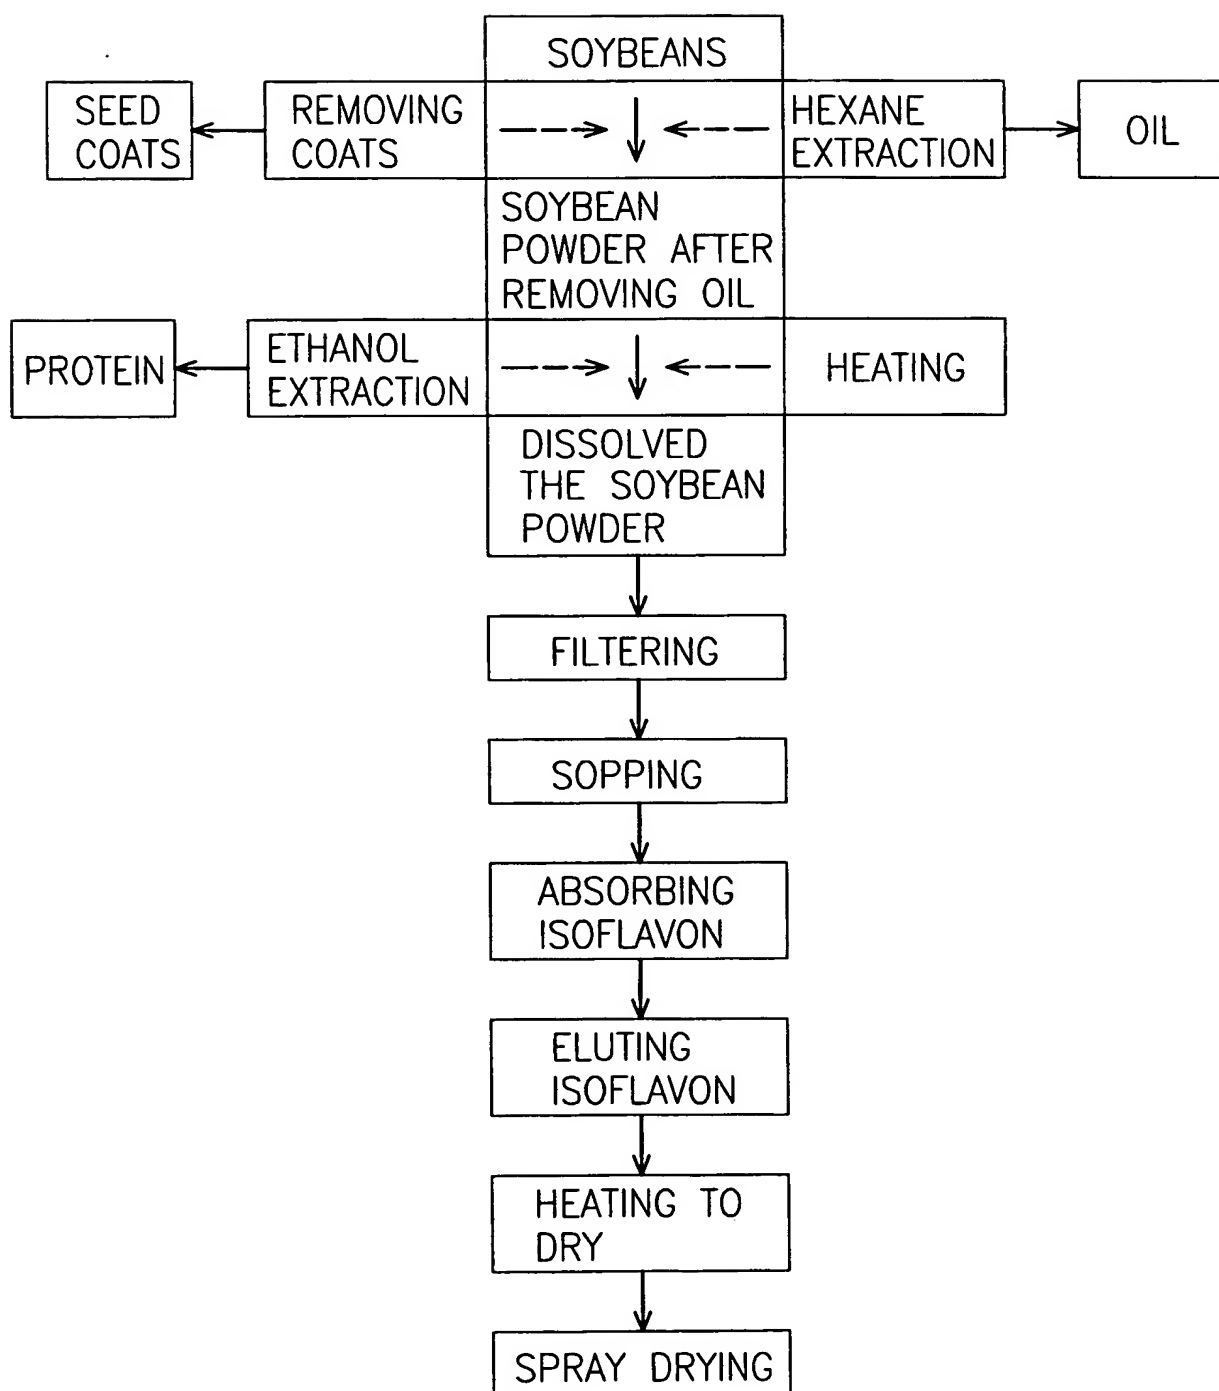 SOYBEANS
SEED
COATS
REMOVING
COATS
HEXANE
EXTRACTION
OIL
SOYBEAN
POWDER AFTER
REMOVING OIL
PROTEIN
ETHANOL
EXTRACTION
HEATING
DISSOLVED
THE SOYBEAN
POWDER
FILTERING
SOPPING
ABSORBING
ISOFLAVON
ELUTING
ISOFLAVON
HEATING TO
DRY
SPRAY DRYING